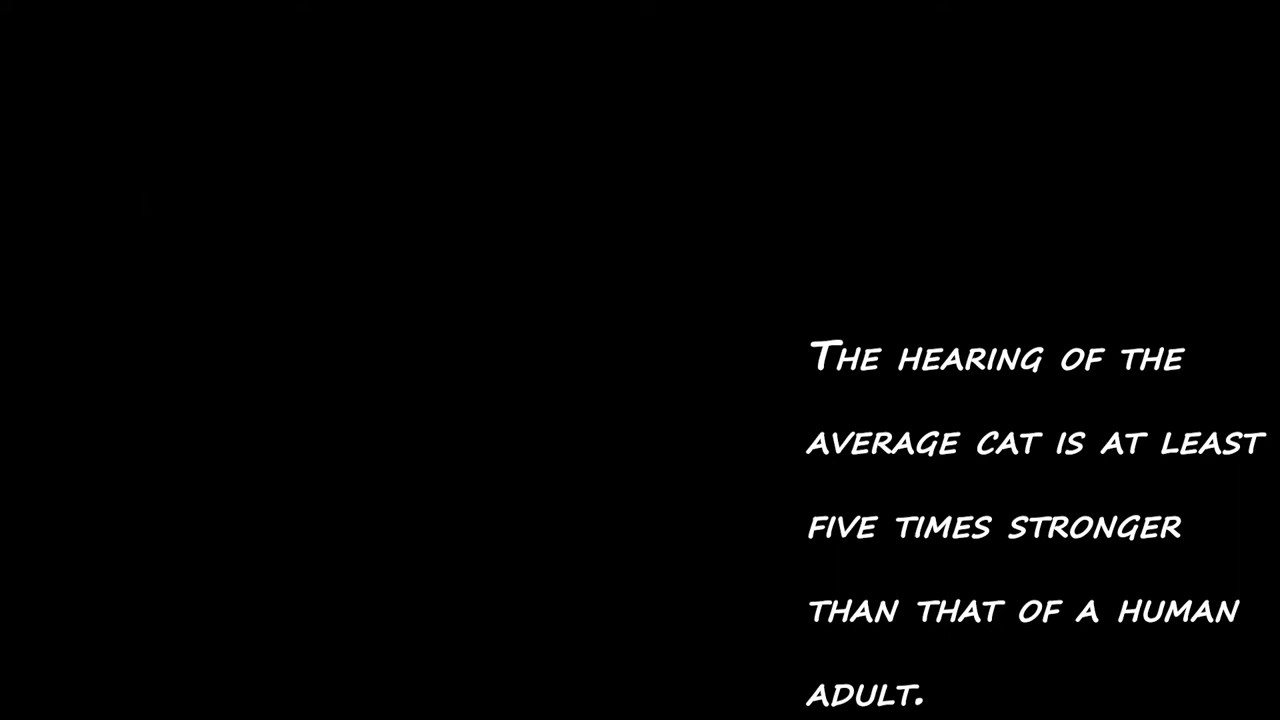 The hearing of the
average cat is at least
five times stronger
than that of a human
adult.